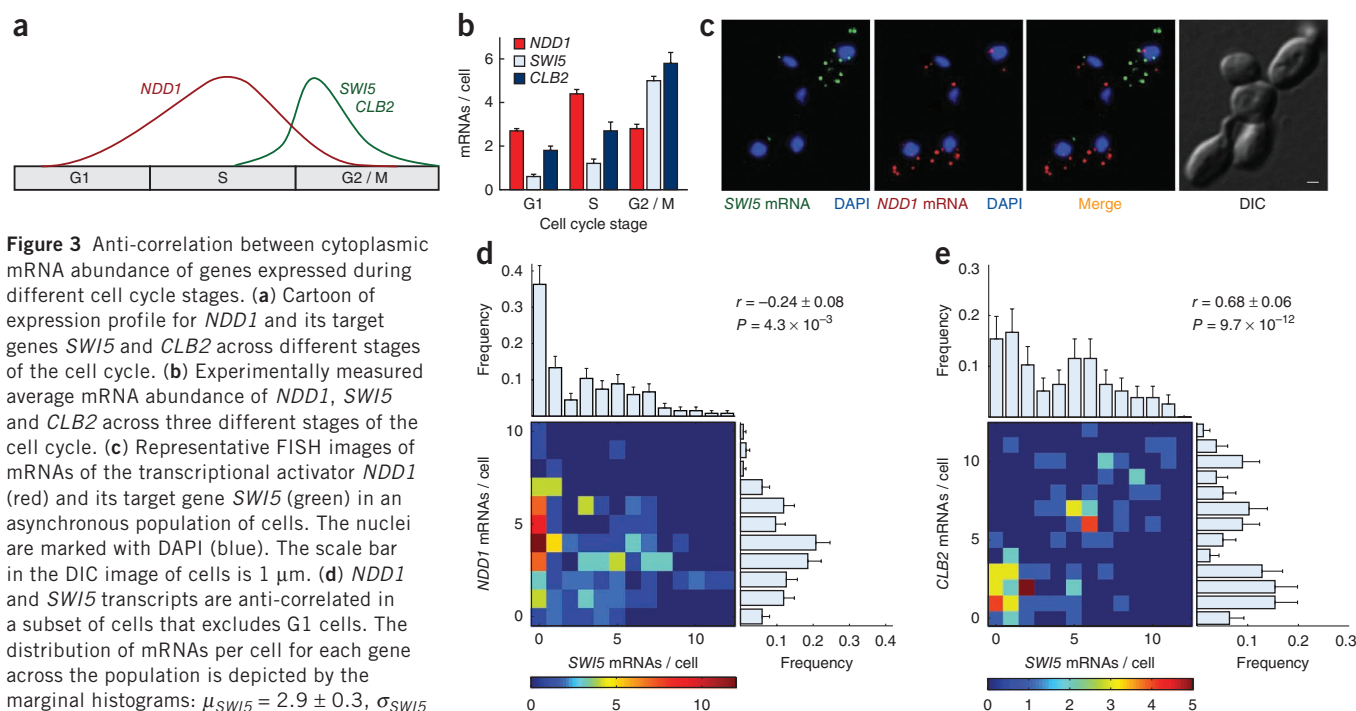 a
NDD1
SWI5
CLB2
G1
S
G2 / M
b
NDD1
SWI5
CLB2
mRNAs / cell
6
4
2
0
G1
S
G2 / M
Cell cycle stage
c
SWI5 mRNA
DAPI
NDD1 mRNA
DAPI
Merge
DIC
Figure 3 Anti-correlation between cytoplasmic
mRNA abundance of genes expressed during
different cell cycle stages. (a) Cartoon of
expression profile for NDD1 and its target
genes SWI5 and CLB2 across different stages
of the cell cycle. (b) Experimentally measured
average mRNA abundance of NDD1, SWI5
and CLB2 across three different stages of the
cell cycle. (c) Representative FISH images of
mRNAs of the transcriptional activator NDD1
(red) and its target gene SWI5 (green) in an
asynchronous population of cells. The nuclei
are marked with DAPI (blue). The scale bar
in the DIC image of cells is 1 μm. (d) NDD1
and SWI5 transcripts are anti-correlated in
a subset of cells that excludes G1 cells. The
distribution of mRNAs per cell for each gene
across the population is depicted by the
marginal histograms: μSWI5 = 2.9 ± 0.3, σSWI5
d
Frequency
0.4
0.3
0.2
0.1
r = −0.24 ± 0.08
P = 4.3 × 10−3
NDD1 mRNAs / cell
10
5
0
0
5
10
SWI5 mRNAs / cell
0.1
0.2
0.3
0.4
Frequency
0
5
10
e
Frequency
0.3
0.2
0.1
r = 0.68 ± 0.06
P = 9.7 × 10−12
CLB2 mRNAs / cell
10
5
0
0
5
10
SWI5 mRNAs / cell
0.1
0.2
0.3
Frequency
0
1
2
3
4
5